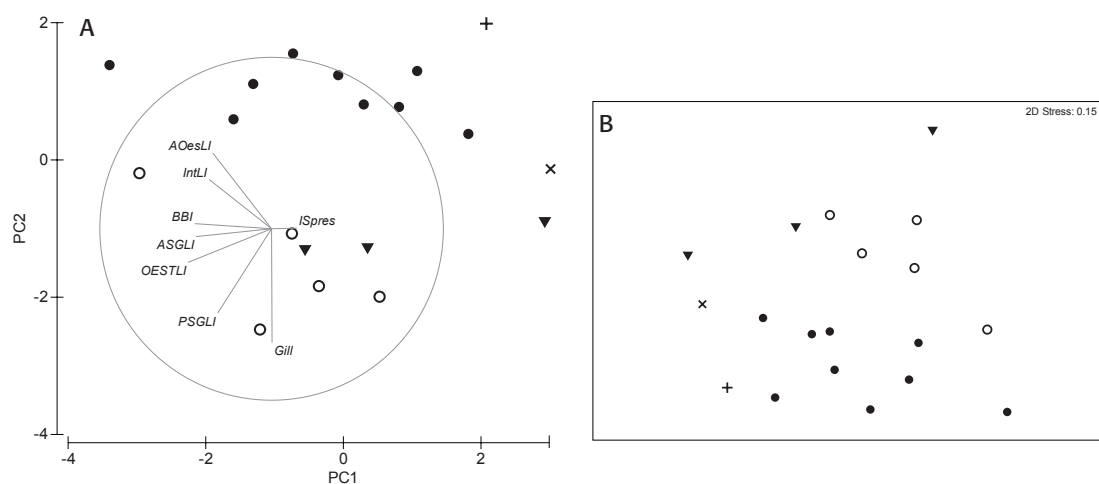 A
2
0
-2
-4
PC2
AOesLI
IntLI
BBI
ISpres
ASGLI
OESTLI
PSGLI
Gill
-4
-2
0
2
PC1
B
2D Stress: 0.15